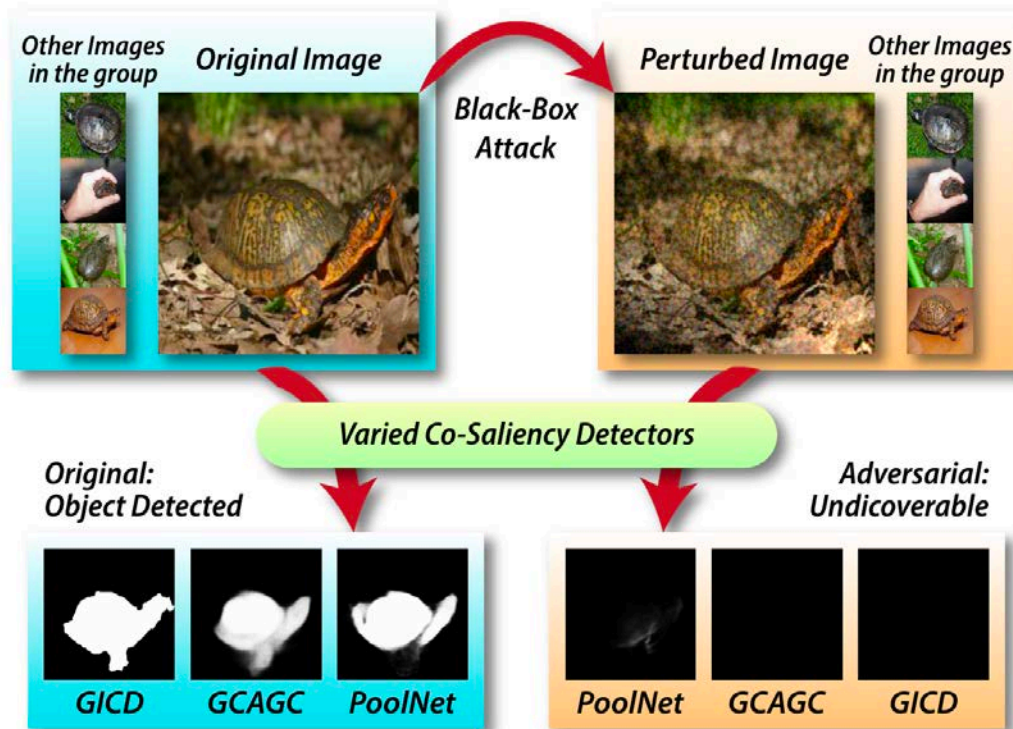 Other Images
in the group
Original Image
Black-Box
Attack
Perturbed Image
Other Images
in the group
Varied Co-Saliency Detectors
Original:
Object Detected
Adversarial:
Undicoverable
GICD
GCAGC
PoolNet
PoolNet
GCAGC
GICD